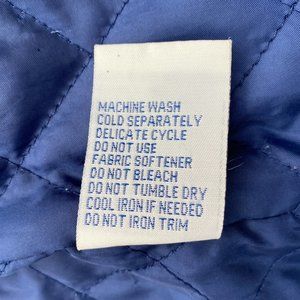 MACHINE WASH
COLD SEPARATELY
DELICATE CYCLE
DO NOT USE
FABRIC SOFTENER
DO NOT BLEACH
DO NOT TUMBLE DRY
COOL IRON IF NEEDED
DO NOT IRON TRIM